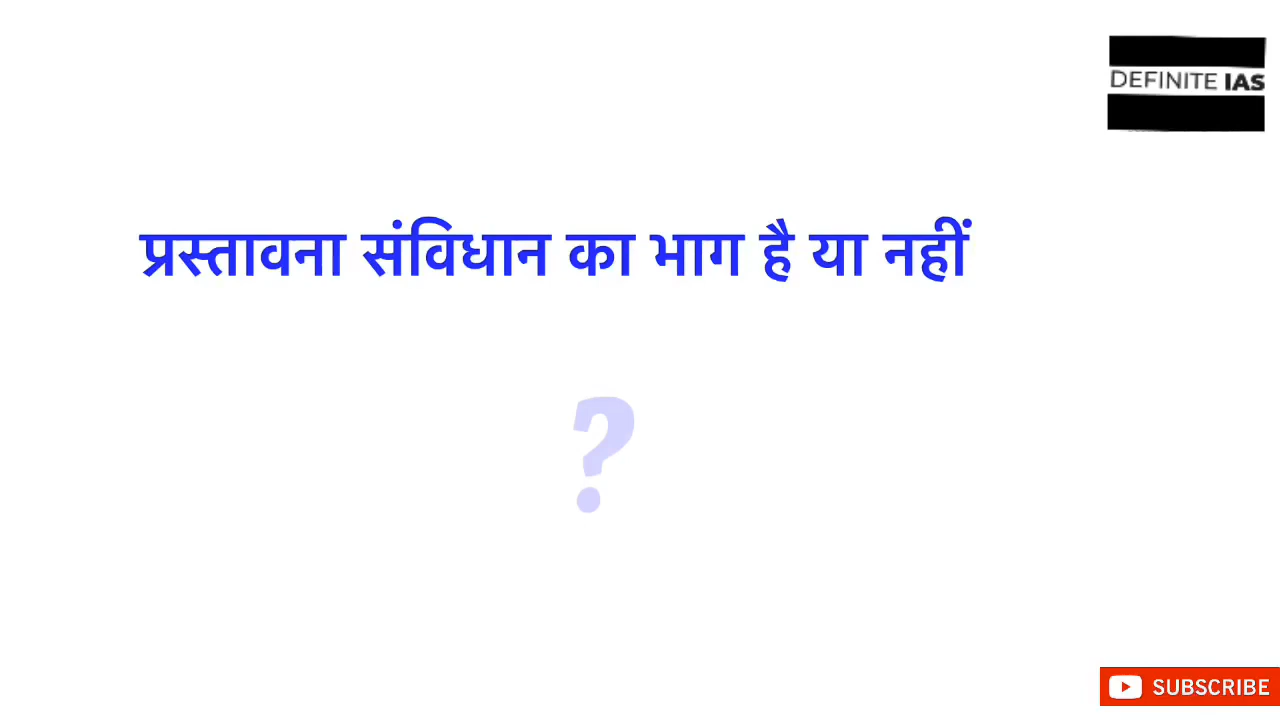 DEFINITE IAS
प्रस्तावना संविधान का भाग है या नहीं
?
SUBSCRIBE